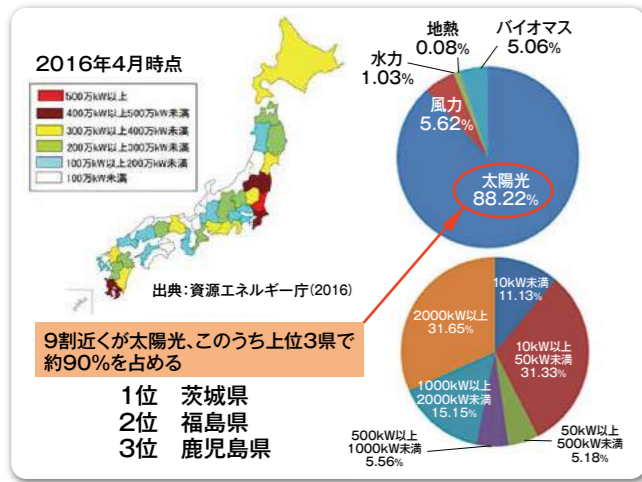 2016年4月時点
500万kW以上
400万kW以上500万kW未満
300万kW以上400万kW未満
200万kW以上300万kW未満
100万kW以上200万kW未満
100万kW未満
出典：資源エネルギー庁(2016)
地熱
0.08%
バイオマス
5.06%
水力
1.03%
風力
5.62%
太陽光
88.22%
9割近くが太陽光、このうち上位3県で
約90%を占める
1位 茨城県
2位 福島県
3位 鹿児島県
10kW未満
11.13%
10kW以上
50kW未満
31.33%
50kW以上
500kW未満
5.18%
500kW以上
1000kW未満
5.56%
1000kW以上
2000kW未満
15.15%
2000kW以上
31.65%